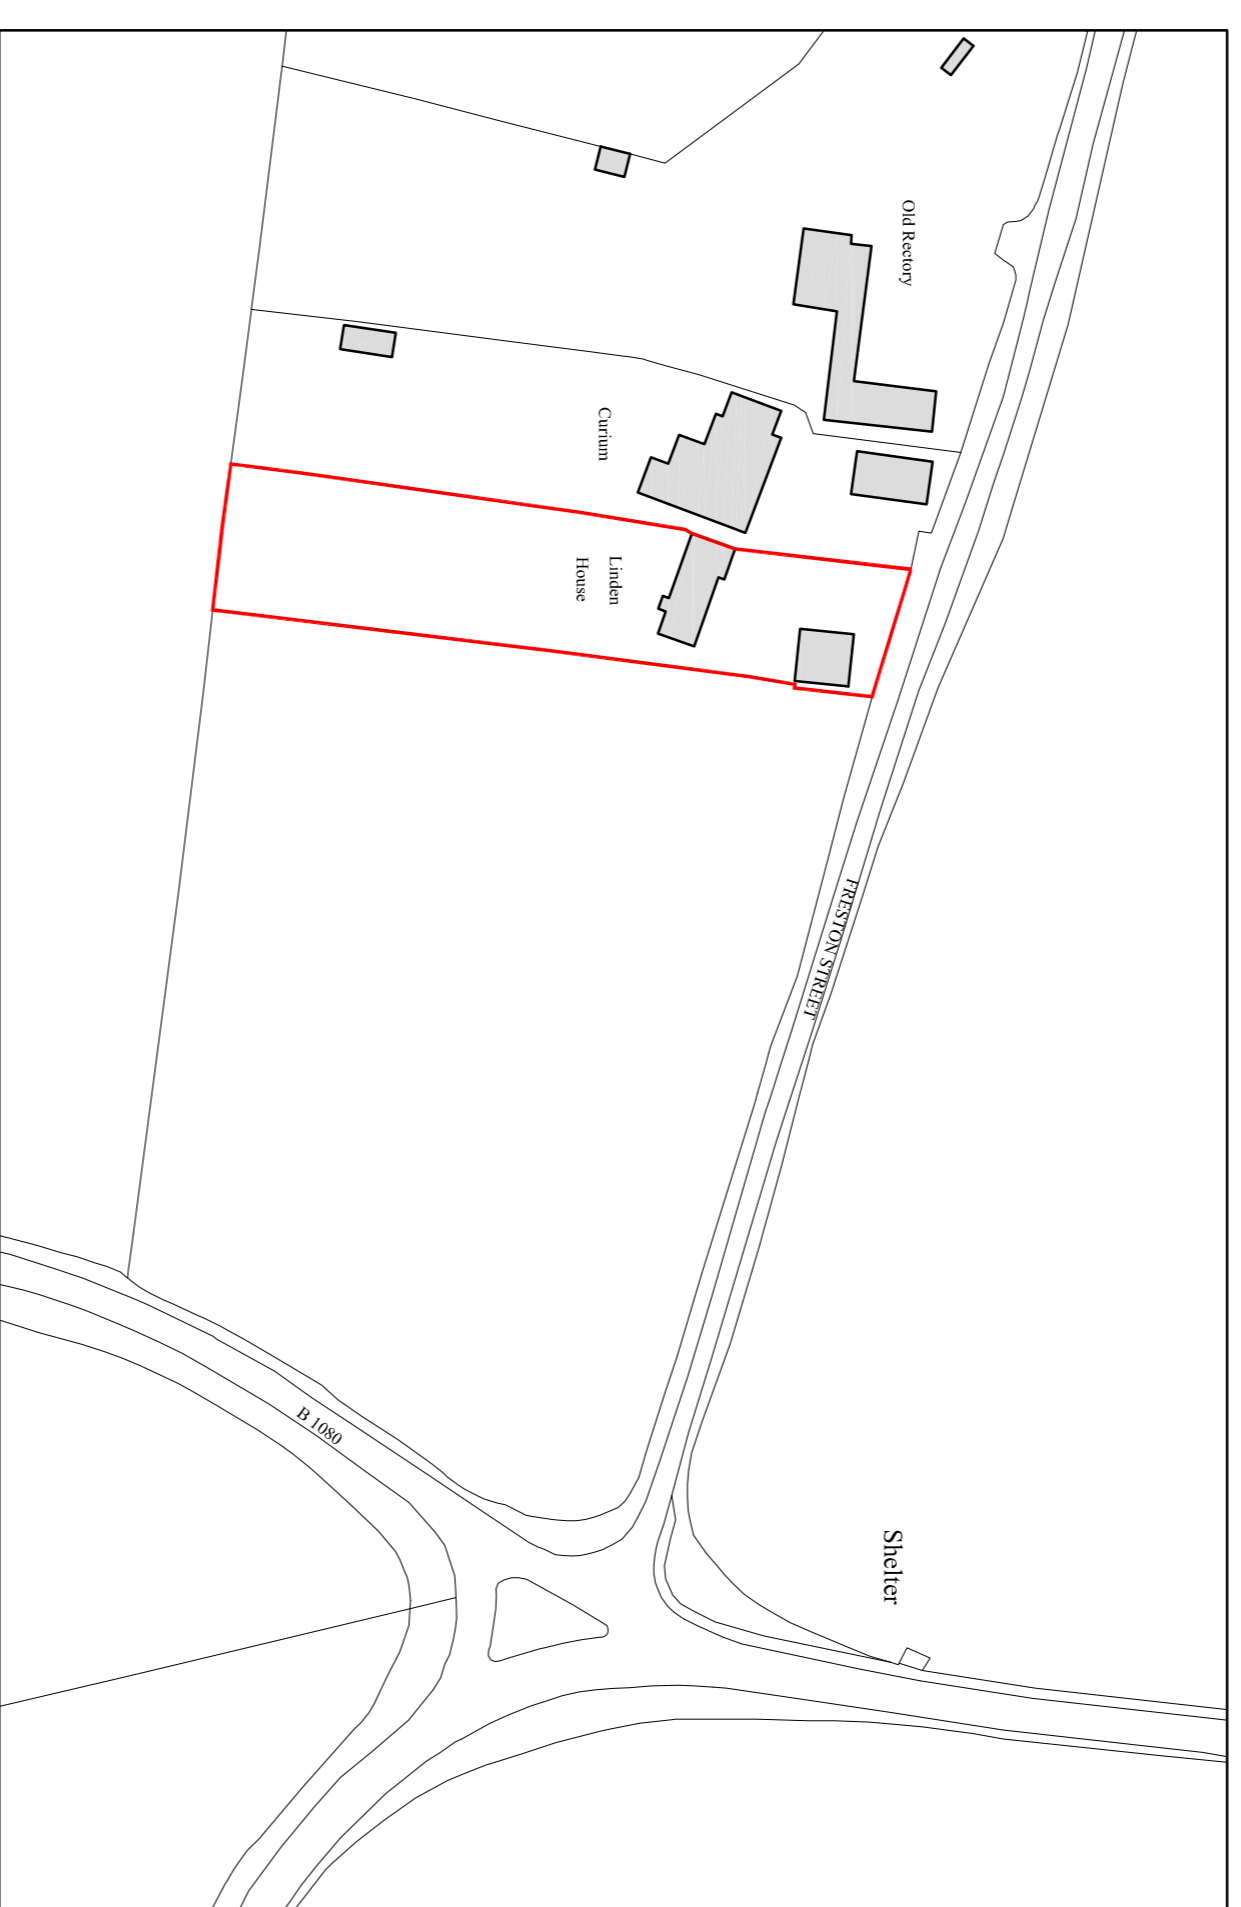 Old Rectory
Curium
Linden
House
FRESTON STREET
B 1080
Shelter